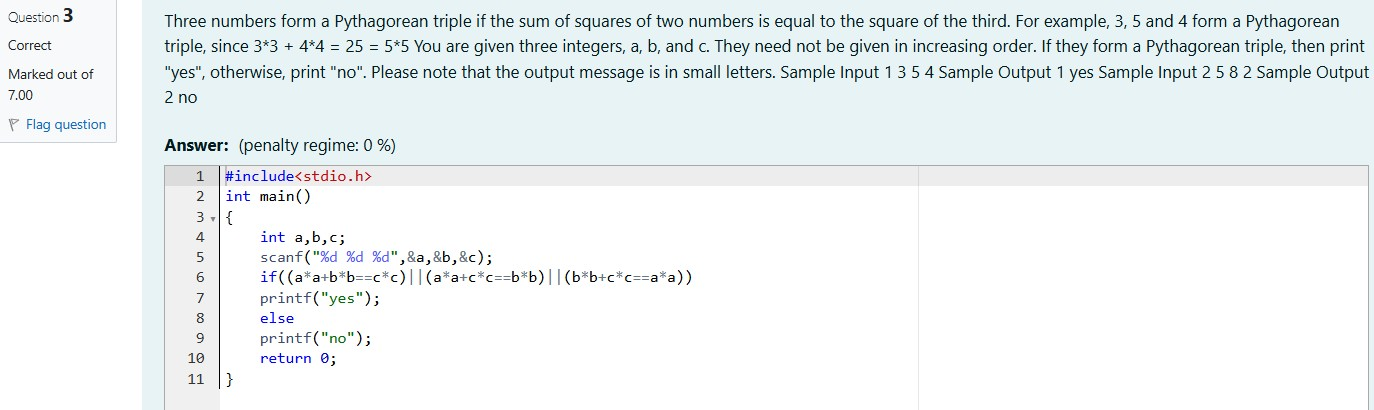 Question 3
Correct
Marked out of
7.00
Flag question
Three numbers form a Pythagorean triple if the sum of squares of two numbers is equal to the square of the third. For example, 3, 5 and 4 form a Pythagorean
triple, since 3*3 + 4*4 = 25 = 5*5 You are given three integers, a, b, and c. They need not be given in increasing order. If they form a Pythagorean triple, then print
"yes", otherwise, print "no". Please note that the output message is in small letters. Sample Input 1 3 5 4 Sample Output 1 yes Sample Input 2 5 8 2 Sample Output
2 no
Answer: (penalty regime: 0 %)
1 #include<stdio.h>
2 int main()
3 {
4 int a,b,c;
5 scanf("%d %d %d",&a,&b,&c);
6 if((a*a+b*b==c*c)||(a*a+c*c==b*b)||(b*b+c*c==a*a))
7 printf("yes");
8 else
9 printf("no");
10 return 0;
11 }